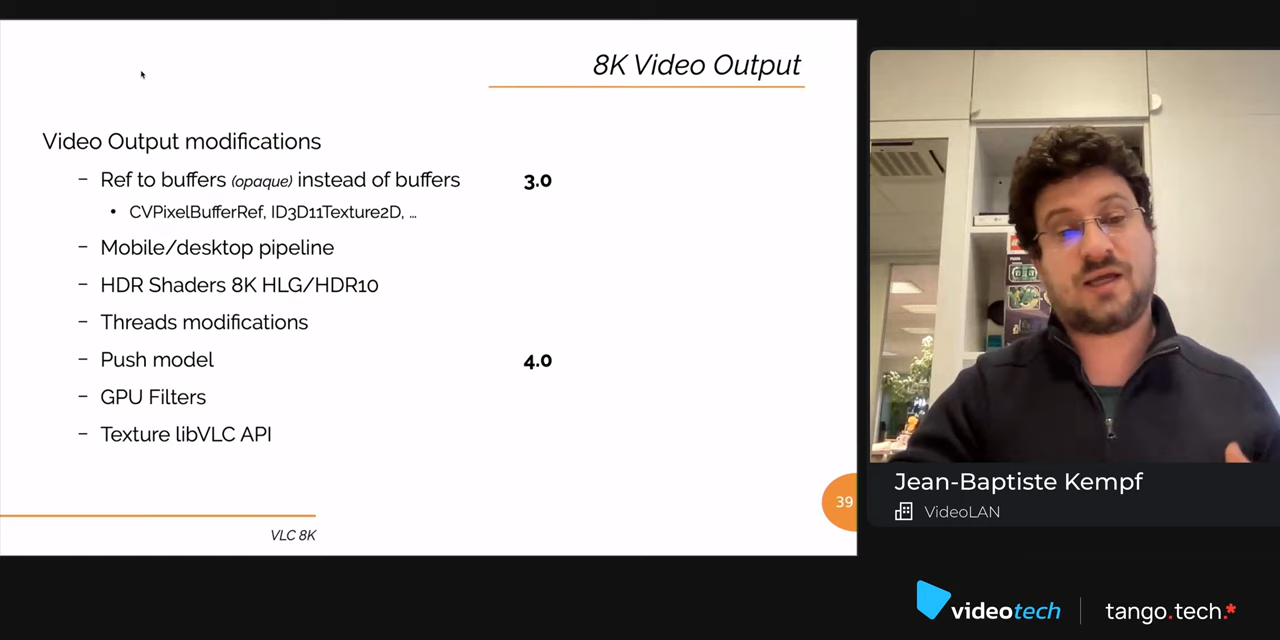 8K Video Output
Video Output modifications
– Ref to buffers (opaque) instead of buffers 3.0
• CVPixelBufferRef, ID3D11Texture2D, ...
– Mobile/desktop pipeline
– HDR Shaders 8K HLG/HDR10
– Threads modifications
– Push model 4.0
– GPU Filters
– Texture libVLC API
39
VLC 8K
Jean-Baptiste Kempf
VideoLAN
videotech
tango.tech.*